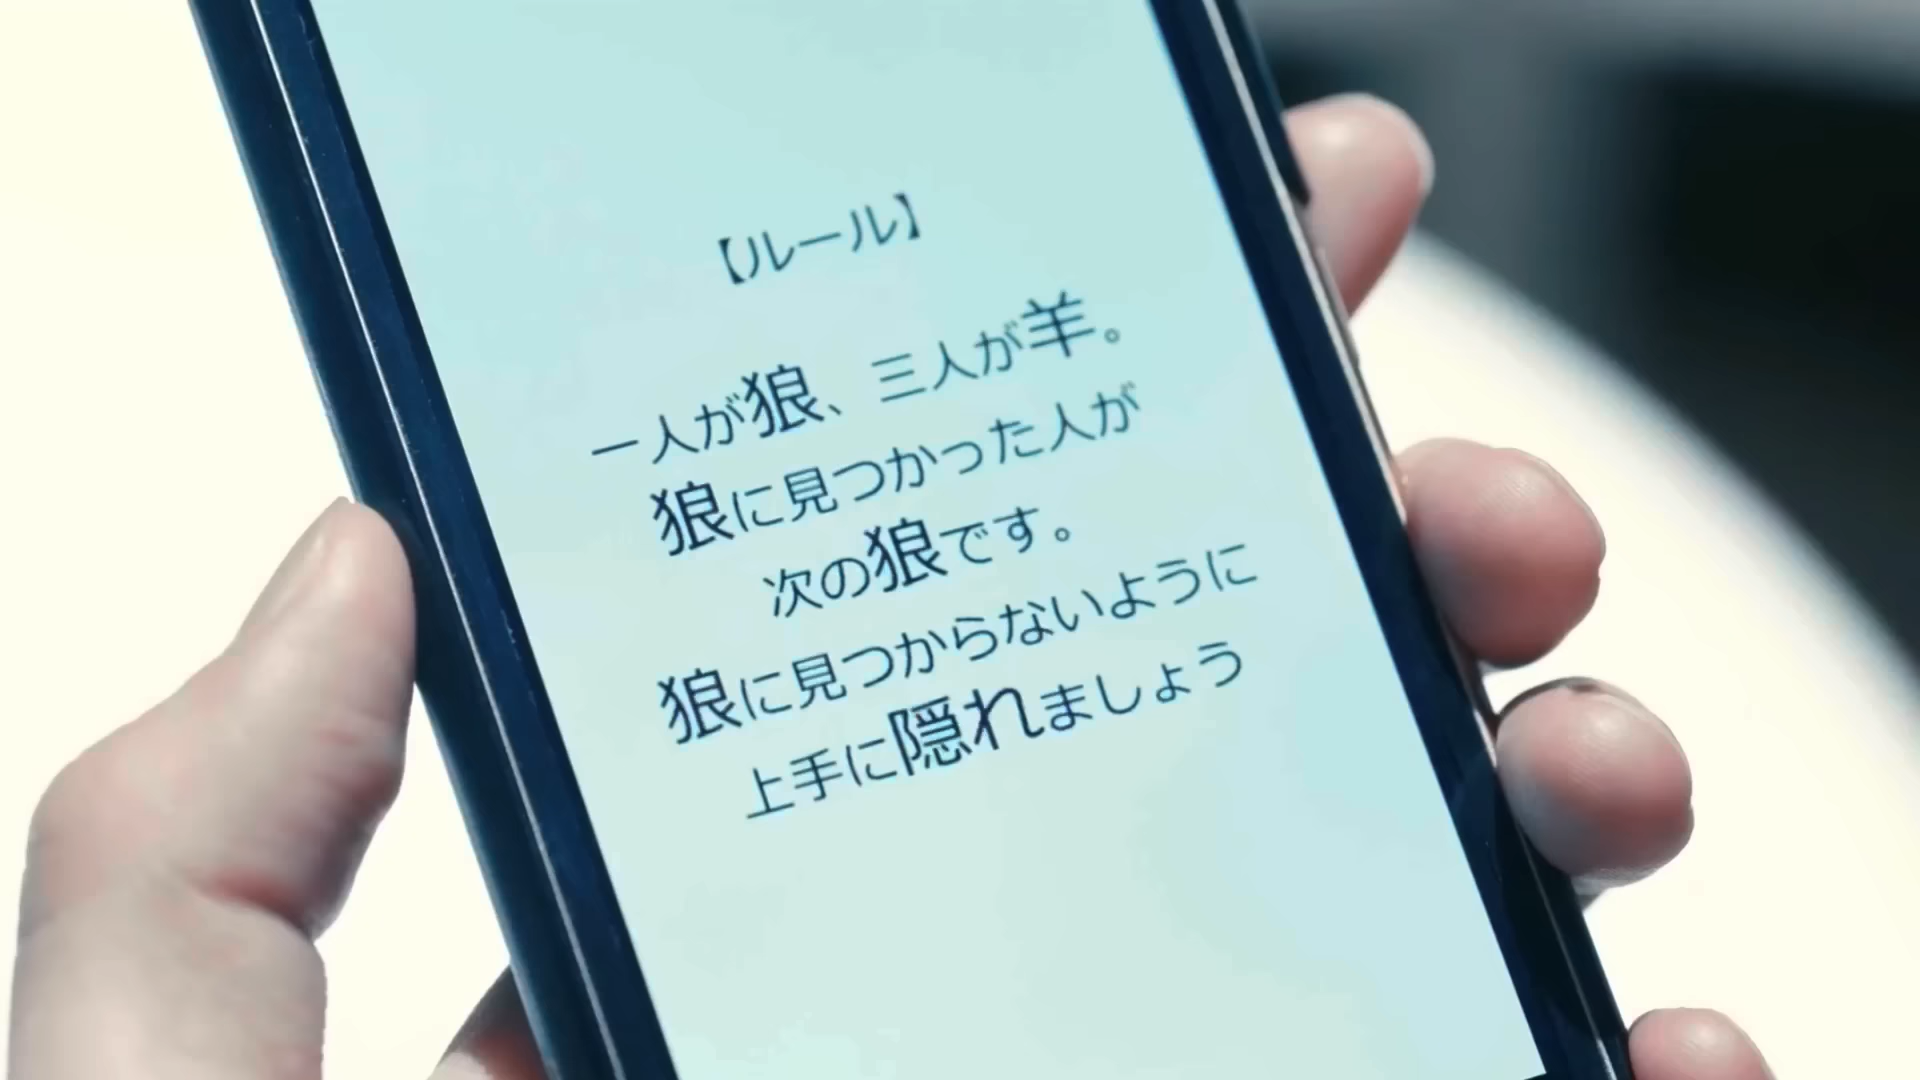 【ルール】
一人が狼、三人が羊。
狼に見つかった人が
次の狼です。
狼に見つからないように
上手に隠れましょう